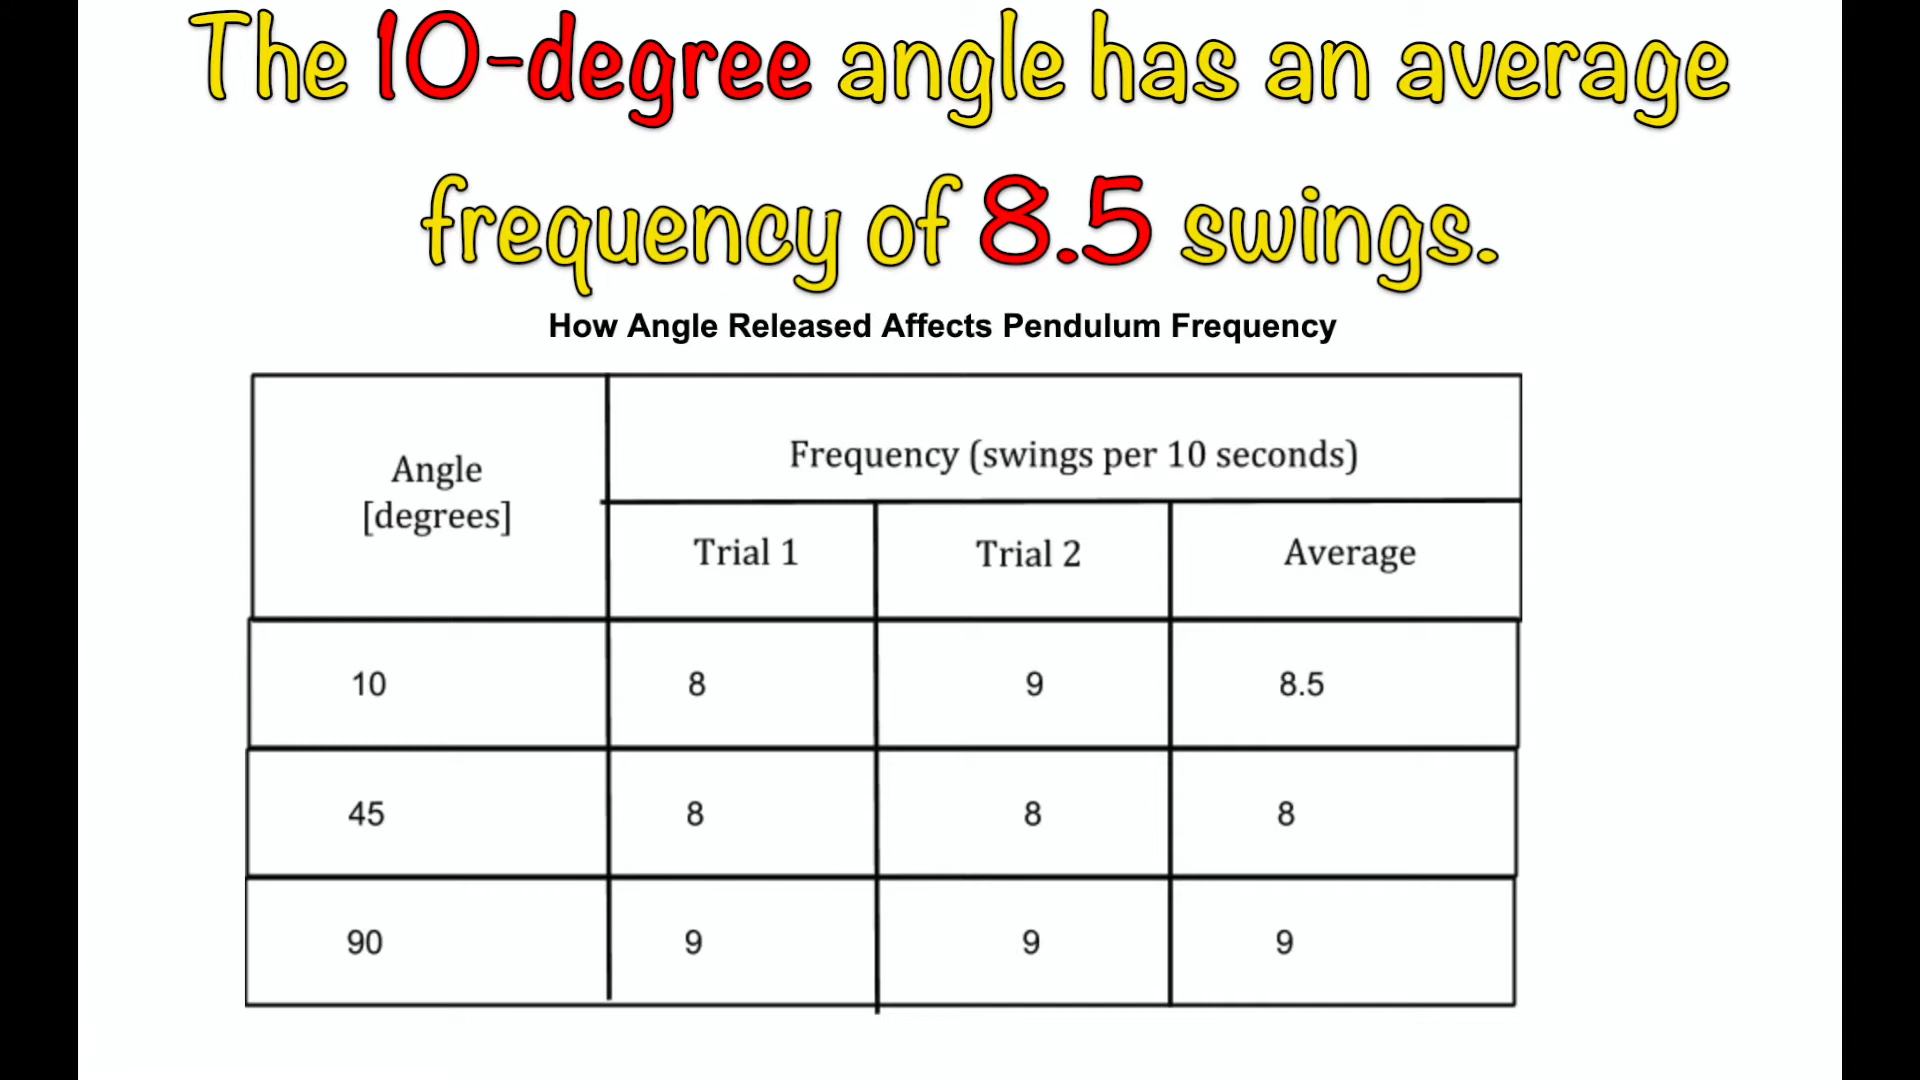 The 10-degree angle has an average
frequency of 8.5 swings.
How Angle Released Affects Pendulum Frequency
Angle
[degrees]
Frequency (swings per 10 seconds)
Trial 1 Trial 2 Average
10 8 9 8.5
45 8 8 8
90 9 9 9